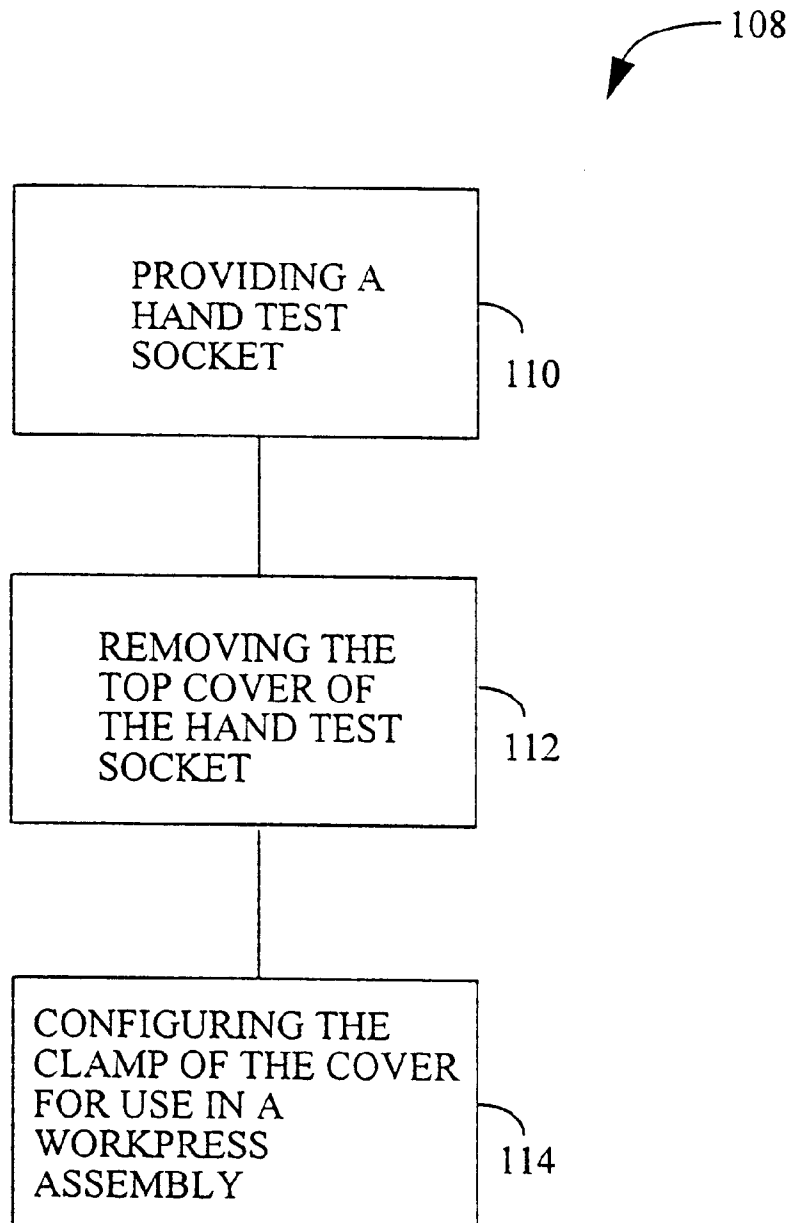 108
PROVIDING A
HAND TEST
SOCKET
110
REMOVING THE
TOP COVER OF
THE HAND TEST
SOCKET
112
CONFIGURING THE
CLAMP OF THE COVER
FOR USE IN A
WORKPRESS
ASSEMBLY
114